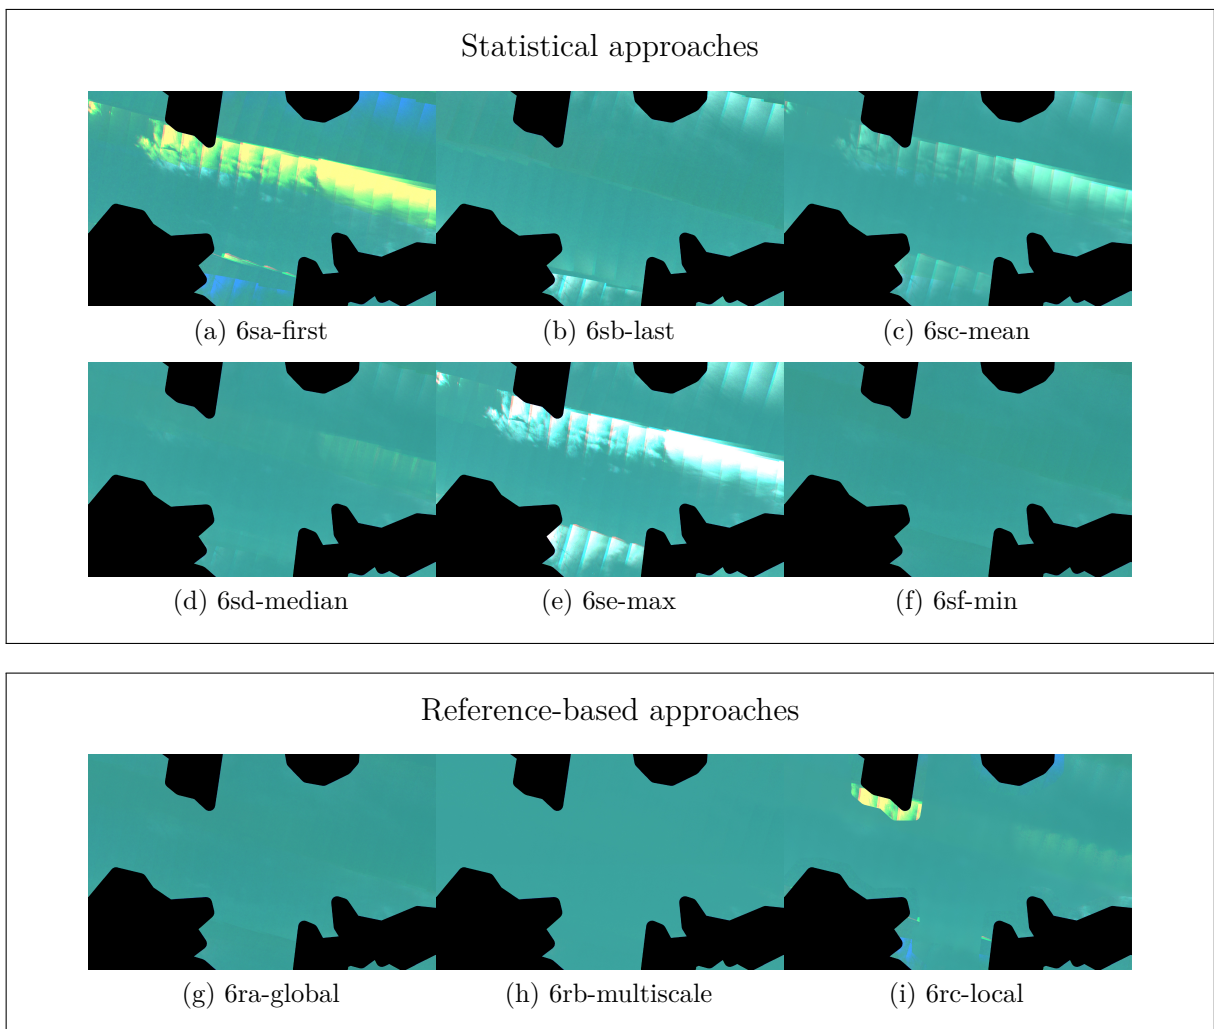 Statistical approaches
(a) 6sa-first
(b) 6sb-last
(c) 6sc-mean
(d) 6sd-median
(e) 6se-max
(f) 6sf-min
Reference-based approaches
(g) 6ra-global
(h) 6rb-multiscale
(i) 6rc-local